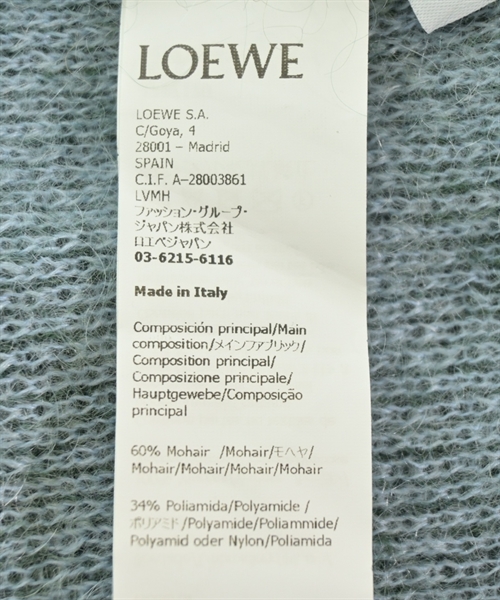 LOEWE
LOEWE S.A.
C/Goya, 4
28001 – Madrid
SPAIN
C.I.F. A–28003861
LVMH
ファッション・グループ・
ジャパン株式会社
ロエベジャパン
03-6215-6116
Made in Italy
Composición principal/Main
composition/メインファブリック/
Composition principal/
Composizione principale/
Hauptgewebe/Composição
principal
60% Mohair /Mohair/モヘヤ/
Mohair/Mohair/Mohair/Mohair
34% Poliamida/Polyamide /
ポリアミド/Polyamide/Poliammide/
Polyamid oder Nylon/Poliamida